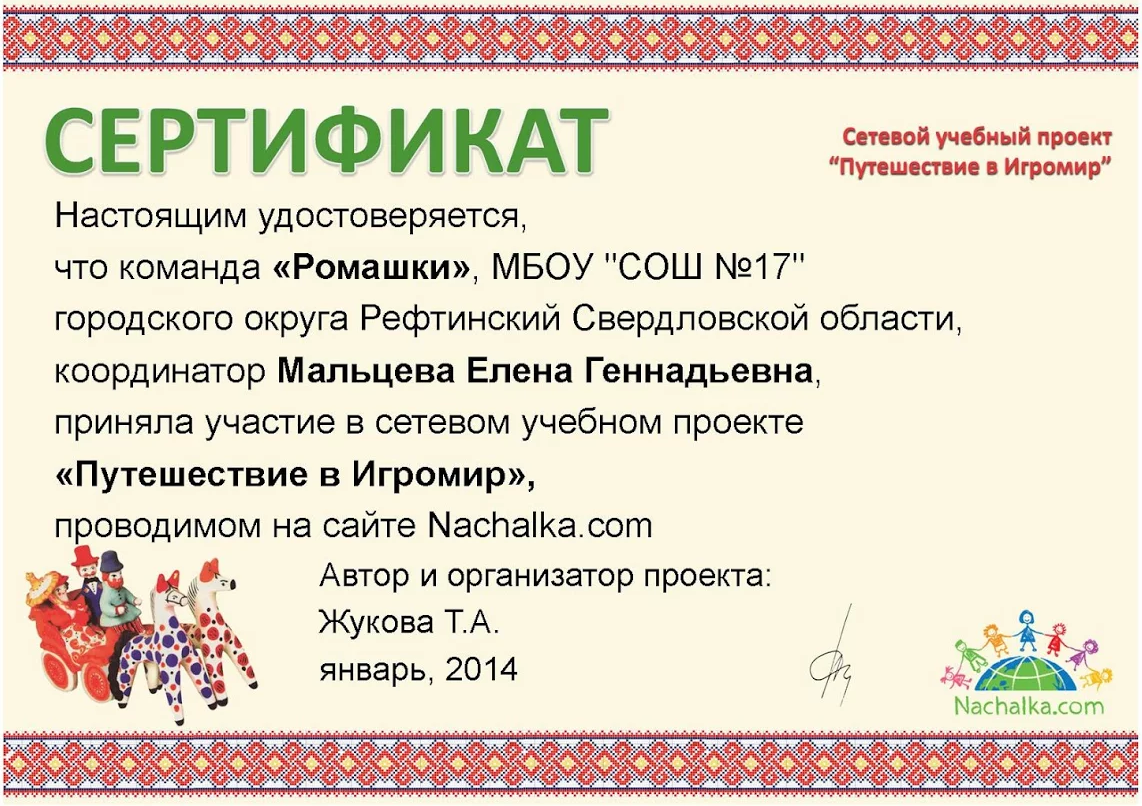 СЕРТИФИКАТ
Сетевой учебный проект
“Путешествие в Игромир”
Настоящим удостоверяется,
что команда «Ромашки», МБОУ "СОШ №17"
городского округа Рефтинский Свердловской области,
координатор Мальцева Елена Геннадьевна,
приняла участие в сетевом учебном проекте
«Путешествие в Игромир»,
проводимом на сайте Nachalka.com
Автор и организатор проекта:
Жукова Т.А.
январь, 2014
Nachalka.com